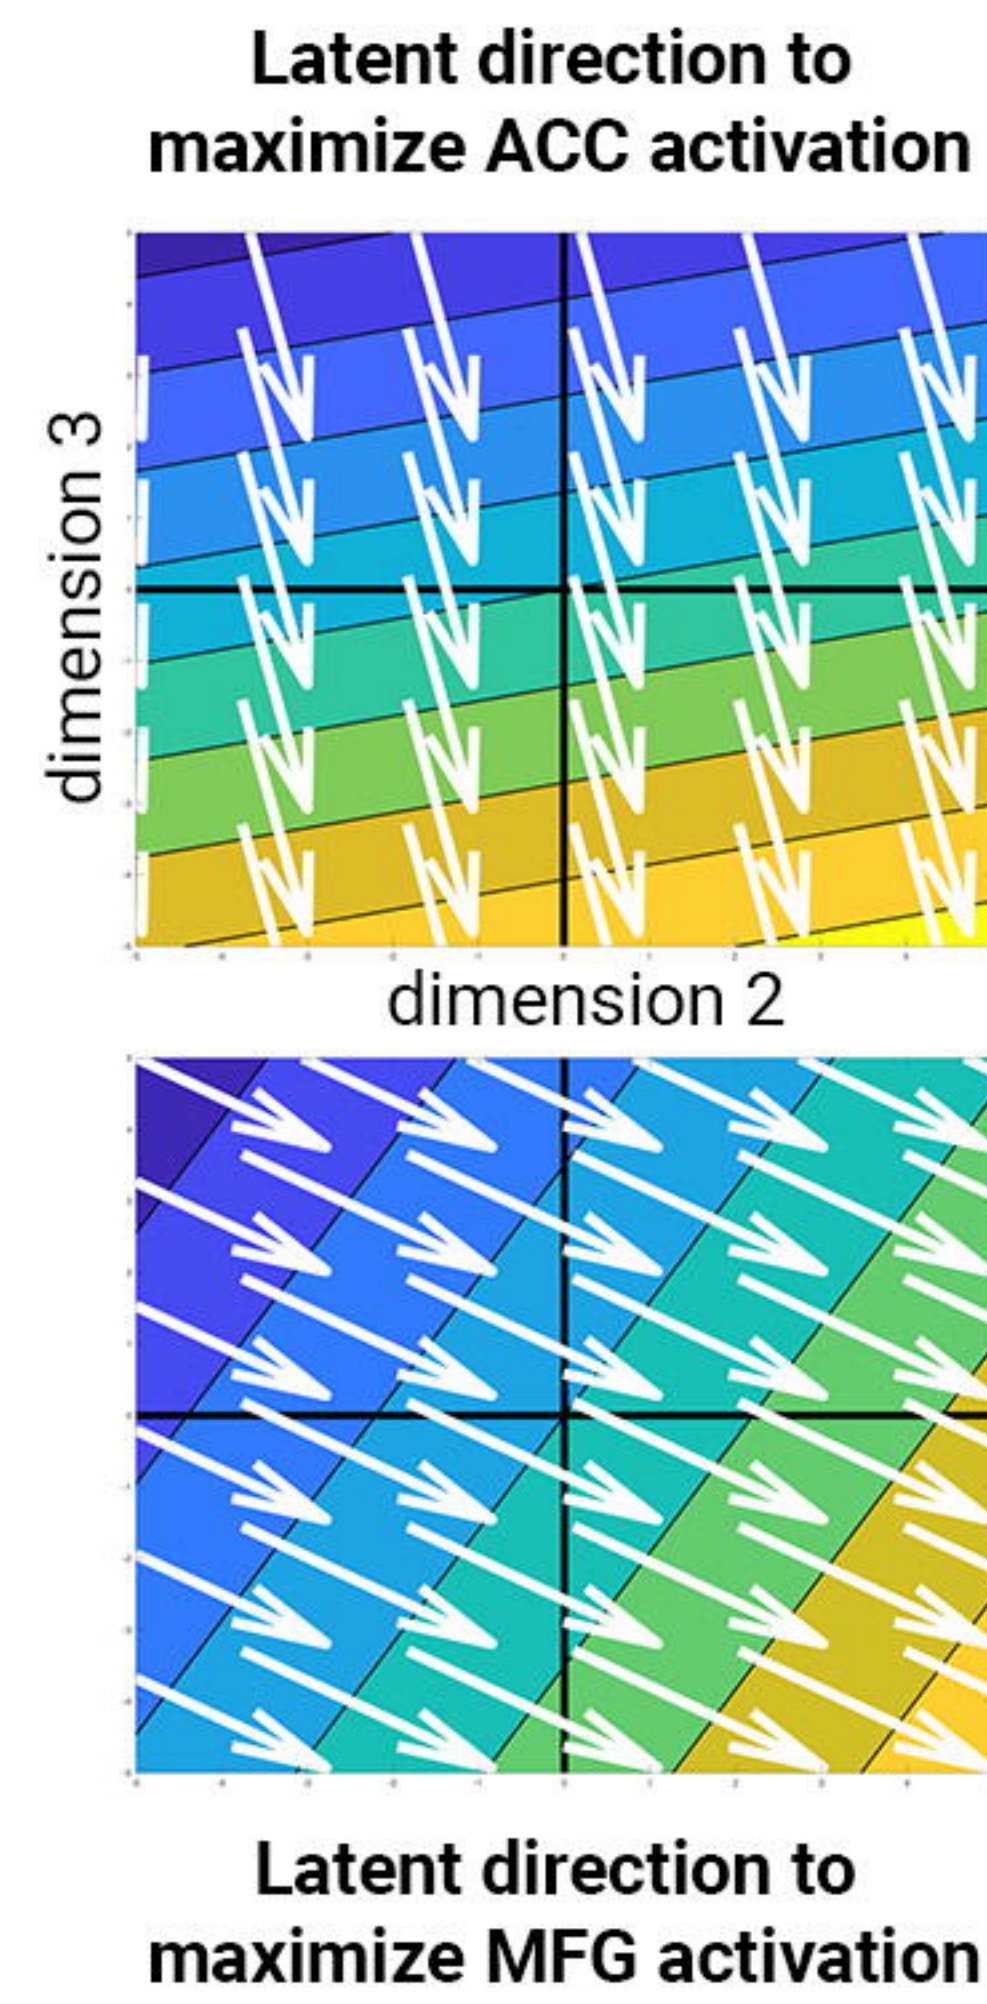 Latent direction to
maximize ACC activation
dimension 3
dimension 2
Latent direction to
maximize MFG activation